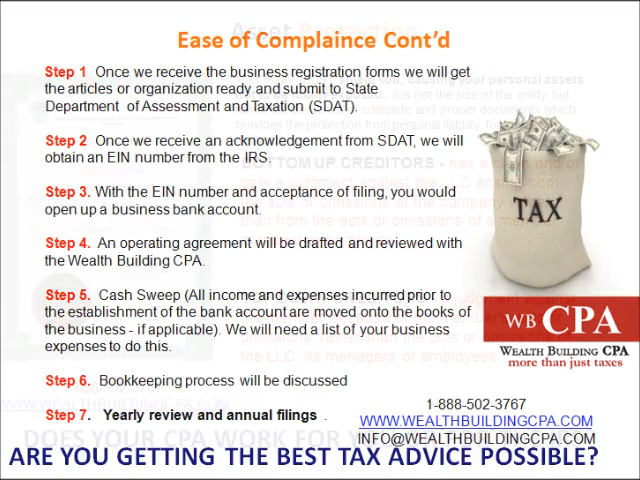 Asset Protection
Ease of Complaince Cont'd
Step 1 Once we receive the business registration forms we will get
the articles or organization ready and submit to State
Department of Assessment and Taxation (SDAT).
Step 2 Once we receive an acknowledgement from SDAT, we will
obtain an EIN number from the IRS.
Step 3. With the EIN number and acceptance of filing, you would
open up a business bank account.
Step 4. An operating agreement will be drafted and reviewed with
the Wealth Building CPA.
Step 5. Cash Sweep (All income and expenses incurred prior to
the establishment of the bank account are moved onto the books of
the business - if applicable). We will need a list of your business
expenses to do this.
Step 6. Bookkeeping process will be discussed
Step 7. Yearly review and annual filings .
TAX
WB CPA
WEALTH BUILDING CPA
more than just taxes
1-888-502-3767
WWW.WEALTHBUILDINGCPA.COM
INFO@WEALTHBUILDINGCPA.COM
DOES YOUR CPA WORK FOR
ARE YOU GETTING THE BEST TAX ADVICE POSSIBLE?